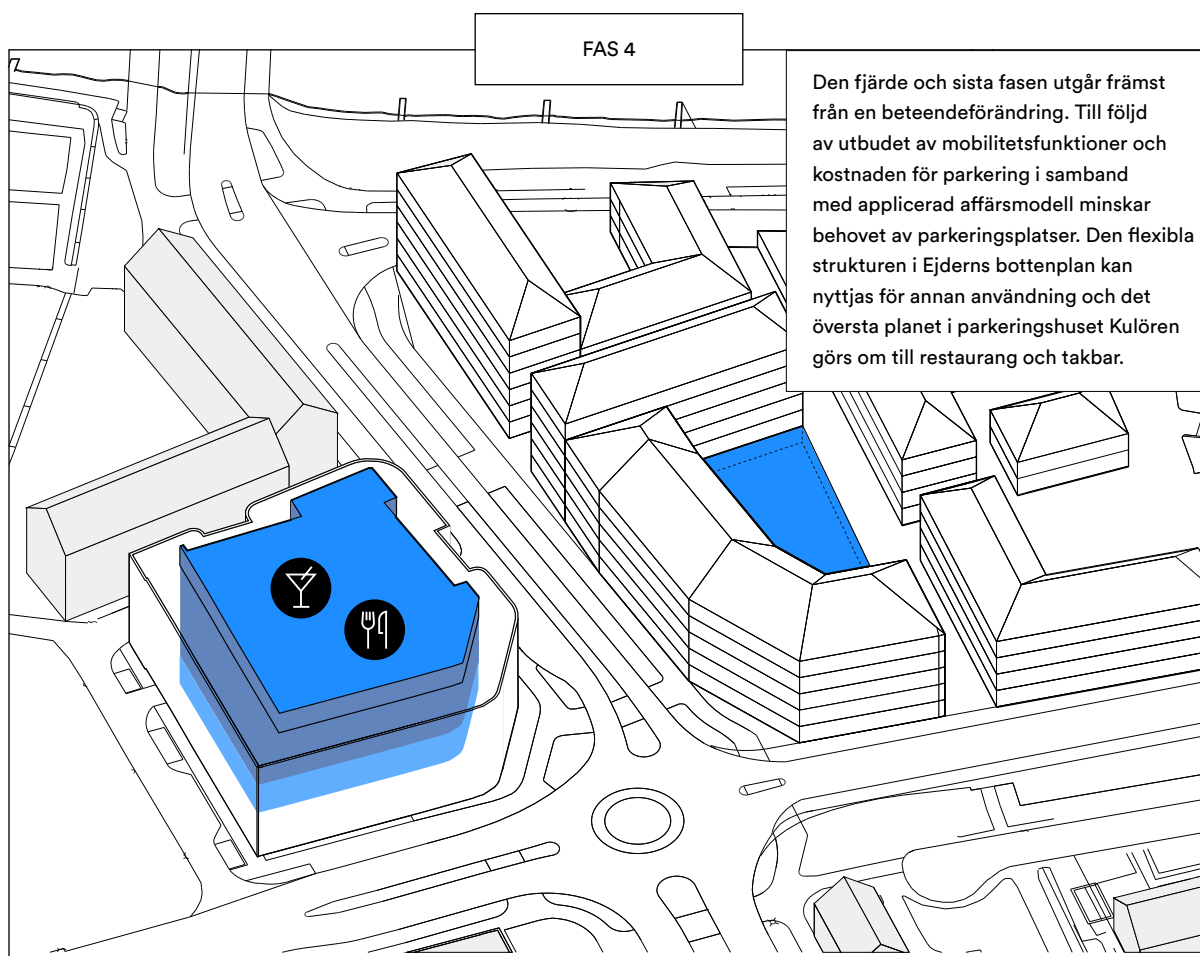 FAS 4
Den fjärde och sista fasen utgår främst
från en beteendeförändring. Till följd
av utbudet av mobilitetsfunktioner och
kostnaden för parkering i samband
med applicerad affärsmodell minskar
behovet av parkeringsplatser. Den flexibla
strukturen i Ejderns bottenplan kan
nyttjas för annan användning och det
översta planet i parkeringshuset Kulören
görs om till restaurang och takbar.